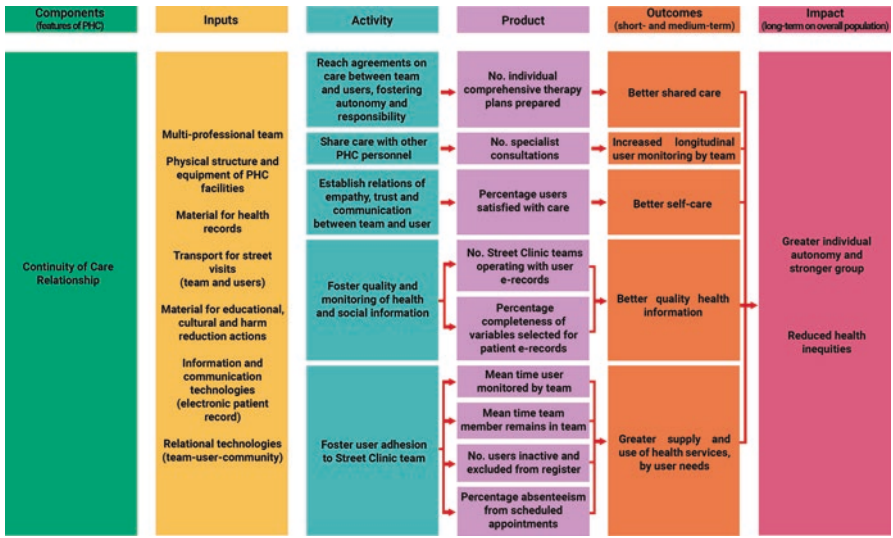 Components
(features of PHC)
Inputs
Activity
Product
Outcomes
(short- and medium-term)
Impact
(long-term on overall population)
Continuity of Care
Relationship
Multi-professional team
Physical structure and
equipment of PHC
facilities
Material for health
records
Transport for street
visits
(team and users)
Material for educational,
cultural and harm
reduction actions
Information and
communication
technologies
(electronic patient
record)
Relational technologies
(team-user-community)
Reach agreements on
care between team
and users, fostering
autonomy and
responsibility
No. individual
comprehensive therapy
plans prepared
Better shared care
Share care with other
PHC personnel
No. specialist
consultations
Increased longitudinal
user monitoring by team
Establish relations of
empathy, trust and
communication
between team and user
Percentage users
satisfied with care
Better self-care
Foster quality and
monitoring of health
and social information
No. Street Clinic teams
operating with user
e-records
Percentage
completeness of
variables selected for
patient e-records
Better quality health
information
Foster user adhesion
to Street Clinic team
Mean time user
monitored by team
Mean time team
member remains in team
No. users inactive and
excluded from register
Percentage absenteeism
from scheduled
appointments
Greater supply and
use of health services,
by user needs
Greater individual
autonomy and
stronger group
Reduced health
inequities